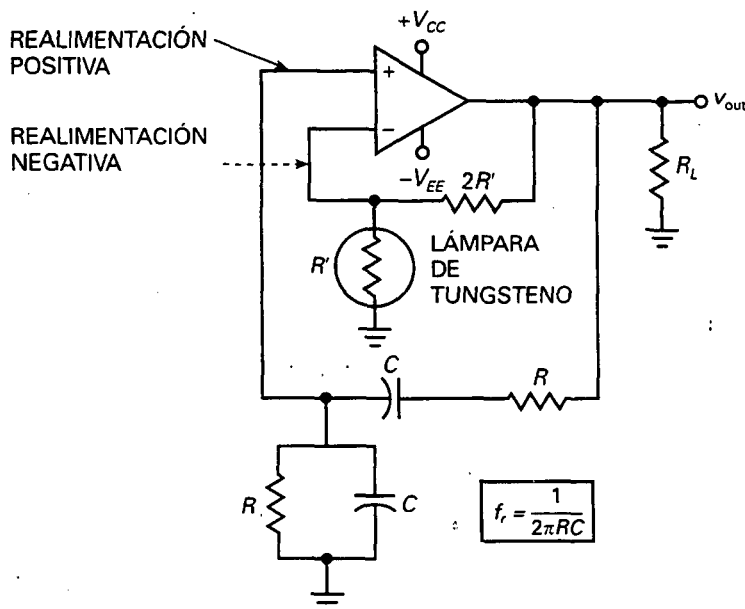 REALIMENTACIÓN
POSITIVA
+V_CC
+
v_out
REALIMENTACIÓN
NEGATIVA
−
−V_EE
2R'
R_L
R'
LÁMPARA
DE
TUNGSTENO
C
R
R
C
f_r = 1/(2πRC)